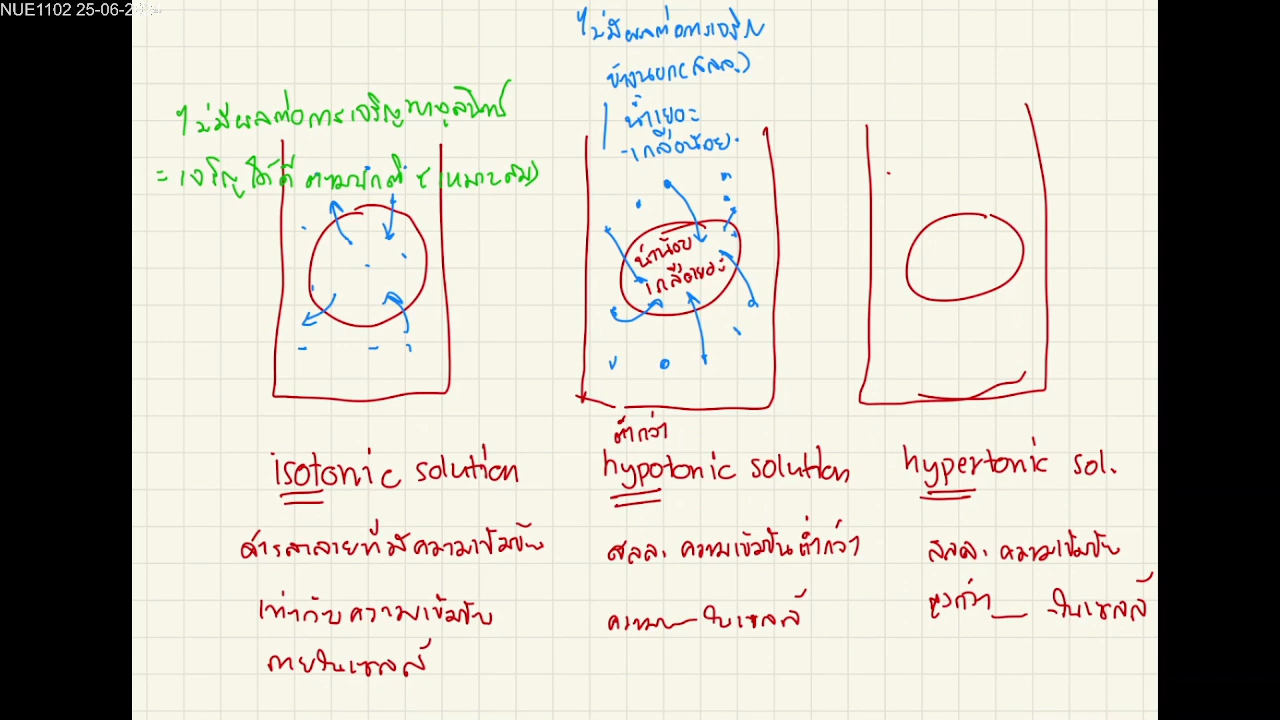 NUE1102 25-06-2
ไม่มีผลต่อการเจริญ
ข้างนอก(สลล.)
น้ำเยอะ
-เกลือน้อย
ไม่มีผลต่อการเจริญของจุลินทรีย์
= เจริญได้ดี ตามปกติ (เหมาะสม)
น้ำน้อย
เกลือเยอะ
ต่ำกว่า
isotonic solution
hypotonic solution
hypertonic sol.
สารละลายที่มีความเข้มข้น
เท่ากับความเข้มข้น
ภายในเซลล์
สลล. ความเข้มข้นต่ำกว่า
ความ ในเซลล์
สลล. ความเข้มข้น
สูงกว่า ในเซลล์